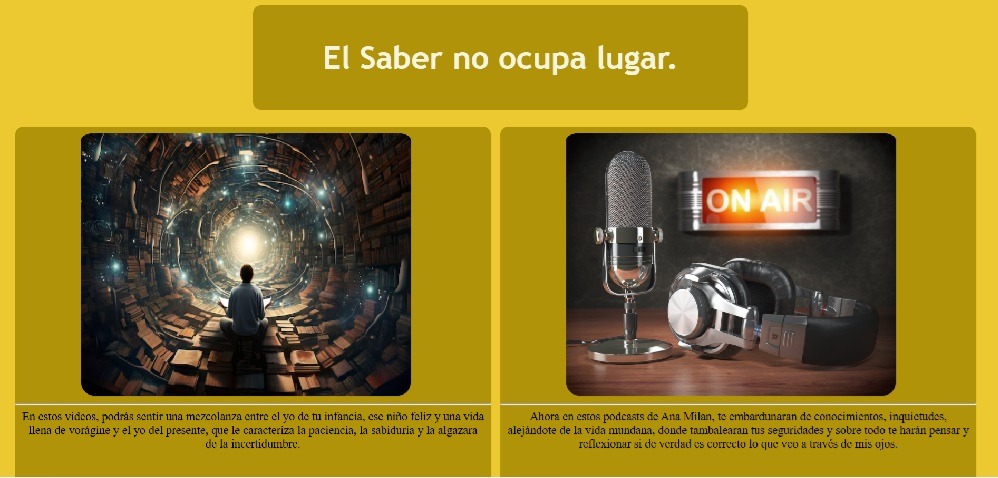 El Saber no ocupa lugar.
ON AIR
En estos videos, podrás sentir una mezcolanza entre el yo de tu infancia, ese niño feliz y una vida
llena de vorágine y el yo del presente, que le caracteriza la paciencia, la sabiduria y la algazara
de la incertidumbre.
Ahora en estos podcasts de Ana Milan, te embardunaran de conocimientos, inquietudes,
alejándote de la vida mundana, donde tambalearan tus seguridades y sobre todo te harán pensar y
reflexionar si de verdad es correcto lo que veo a través de mis ojos.